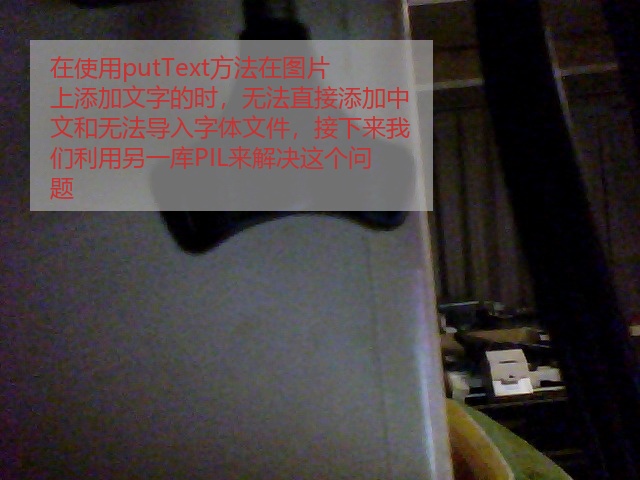 在使用putText方法在图片
上添加文字的时，无法直接添加中
文和无法导入字体文件，接下来我
们利用另一库PIL来解决这个问
题